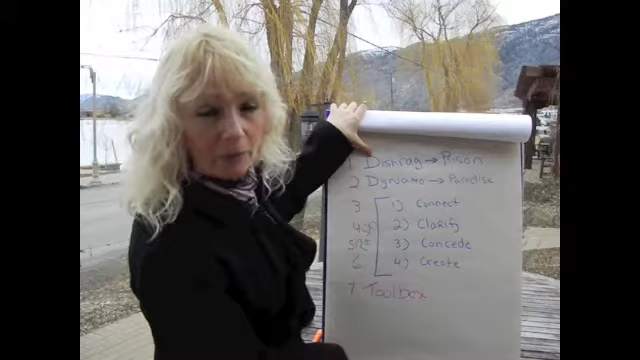 1 Dishrag → Prison
2 Dynamo → Paradise
3 1) Connect
4 2) Clarify
5 3) Concede
6 4) Create
7 Toolbox